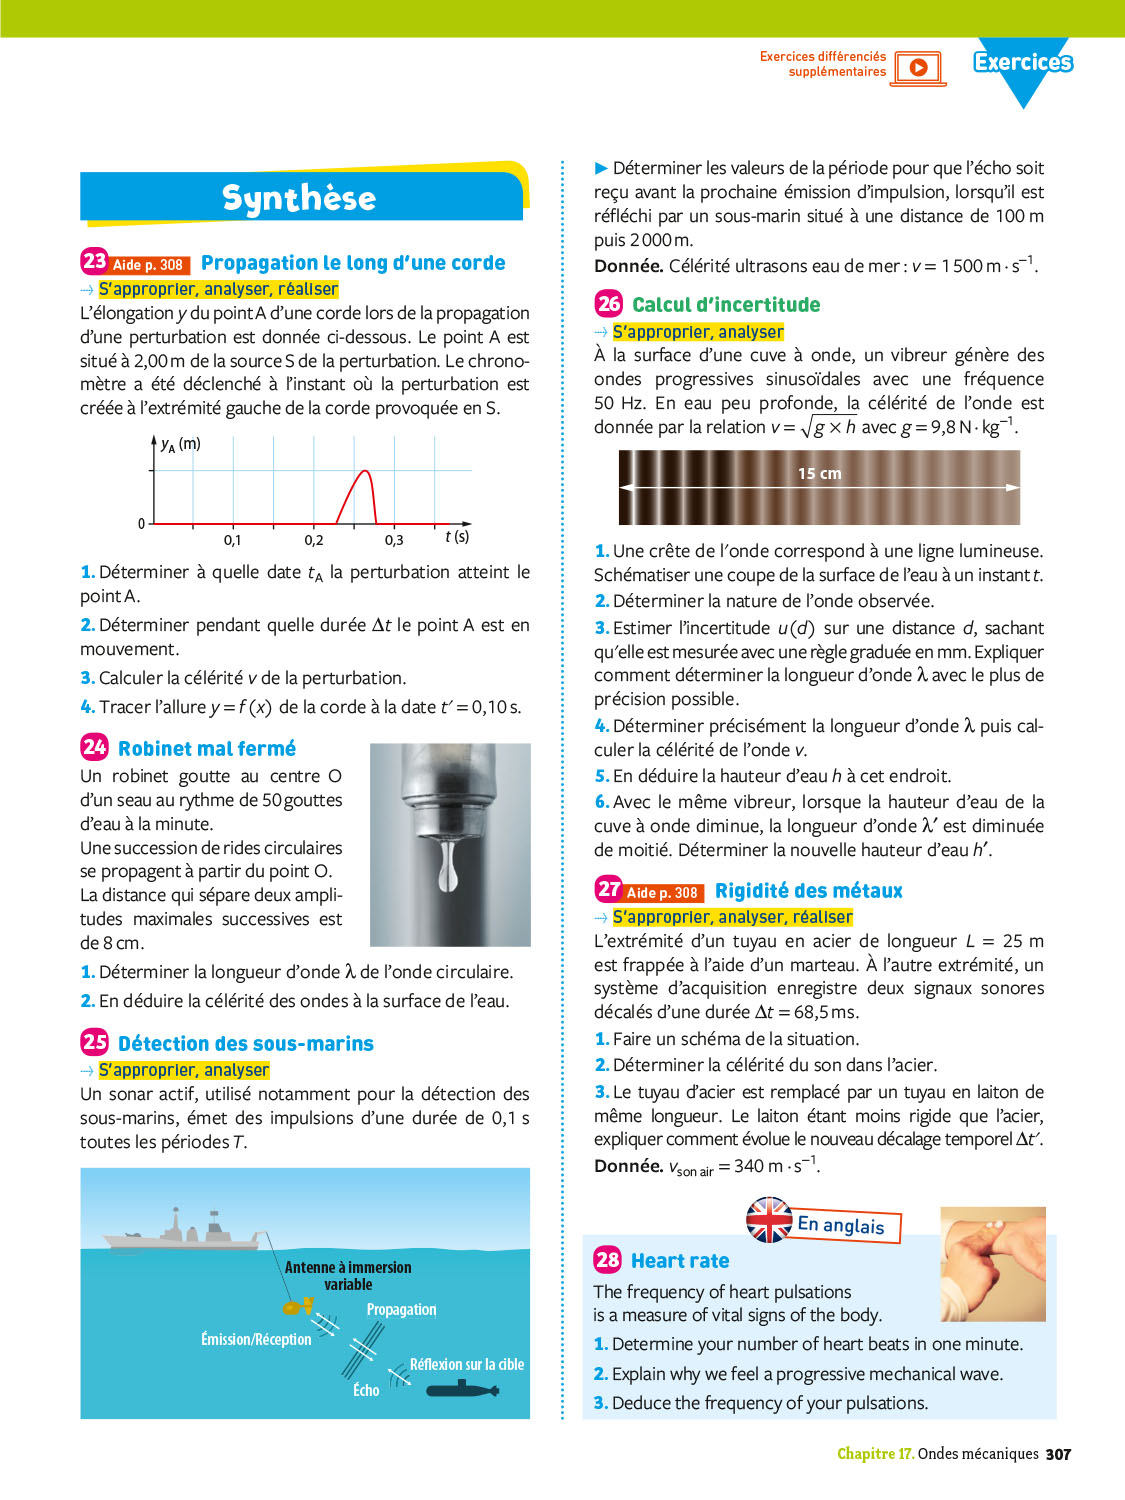 Exercices différenciés
supplémentaires
Exercices
Synthèse
23 Aide p. 308 Propagation le long d'une corde
→ S'approprier, analyser, réaliser
L'élongation y du point A d'une corde lors de la propagation
d'une perturbation est donnée ci-dessous. Le point A est
situé à 2,00 m de la source S de la perturbation. Le chrono-
mètre a été déclenché à l'instant où la perturbation est
créée à l'extrémité gauche de la corde provoquée en S.
yA (m)
0
0,1 0,2 0,3 t (s)
1. Déterminer à quelle date tA la perturbation atteint le
point A.
2. Déterminer pendant quelle durée Δt le point A est en
mouvement.
3. Calculer la célérité v de la perturbation.
4. Tracer l'allure y = f (x) de la corde à la date t′ = 0,10 s.
24 Robinet mal fermé
Un robinet goutte au centre O
d'un seau au rythme de 50 gouttes
d'eau à la minute.
Une succession de rides circulaires
se propagent à partir du point O.
La distance qui sépare deux ampli-
tudes maximales successives est
de 8 cm.
1. Déterminer la longueur d'onde λ de l'onde circulaire.
2. En déduire la célérité des ondes à la surface de l'eau.
25 Détection des sous-marins
→ S'approprier, analyser
Un sonar actif, utilisé notamment pour la détection des
sous-marins, émet des impulsions d'une durée de 0,1 s
toutes les périodes T.
Antenne à immersion
variable
Propagation
Émission/Réception
Réflexion sur la cible
Écho
► Déterminer les valeurs de la période pour que l'écho soit
reçu avant la prochaine émission d'impulsion, lorsqu'il est
réfléchi par un sous-marin situé à une distance de 100 m
puis 2 000 m.
Donnée. Célérité ultrasons eau de mer : v = 1 500 m · s⁻¹.
26 Calcul d'incertitude
→ S'approprier, analyser
À la surface d'une cuve à onde, un vibreur génère des
ondes progressives sinusoïdales avec une fréquence
50 Hz. En eau peu profonde, la célérité de l'onde est
donnée par la relation v = √(g × h) avec g = 9,8 N · kg⁻¹.
15 cm
1. Une crête de l'onde correspond à une ligne lumineuse.
Schématiser une coupe de la surface de l'eau à un instant t.
2. Déterminer la nature de l'onde observée.
3. Estimer l'incertitude u(d) sur une distance d, sachant
qu'elle est mesurée avec une règle graduée en mm. Expliquer
comment déterminer la longueur d'onde λ avec le plus de
précision possible.
4. Déterminer précisément la longueur d'onde λ puis cal-
culer la célérité de l'onde v.
5. En déduire la hauteur d'eau h à cet endroit.
6. Avec le même vibreur, lorsque la hauteur d'eau de la
cuve à onde diminue, la longueur d'onde λ′ est diminuée
de moitié. Déterminer la nouvelle hauteur d'eau h′.
27 Aide p. 308 Rigidité des métaux
→ S'approprier, analyser, réaliser
L'extrémité d'un tuyau en acier de longueur L = 25 m
est frappée à l'aide d'un marteau. À l'autre extrémité, un
système d'acquisition enregistre deux signaux sonores
décalés d'une durée Δt = 68,5 ms.
1. Faire un schéma de la situation.
2. Déterminer la célérité du son dans l'acier.
3. Le tuyau d'acier est remplacé par un tuyau en laiton de
même longueur. Le laiton étant moins rigide que l'acier,
expliquer comment évolue le nouveau décalage temporel Δt′.
Donnée. vson air = 340 m · s⁻¹.
En anglais
28 Heart rate
The frequency of heart pulsations
is a measure of vital signs of the body.
1. Determine your number of heart beats in one minute.
2. Explain why we feel a progressive mechanical wave.
3. Deduce the frequency of your pulsations.
Chapitre 17. Ondes mécaniques 307